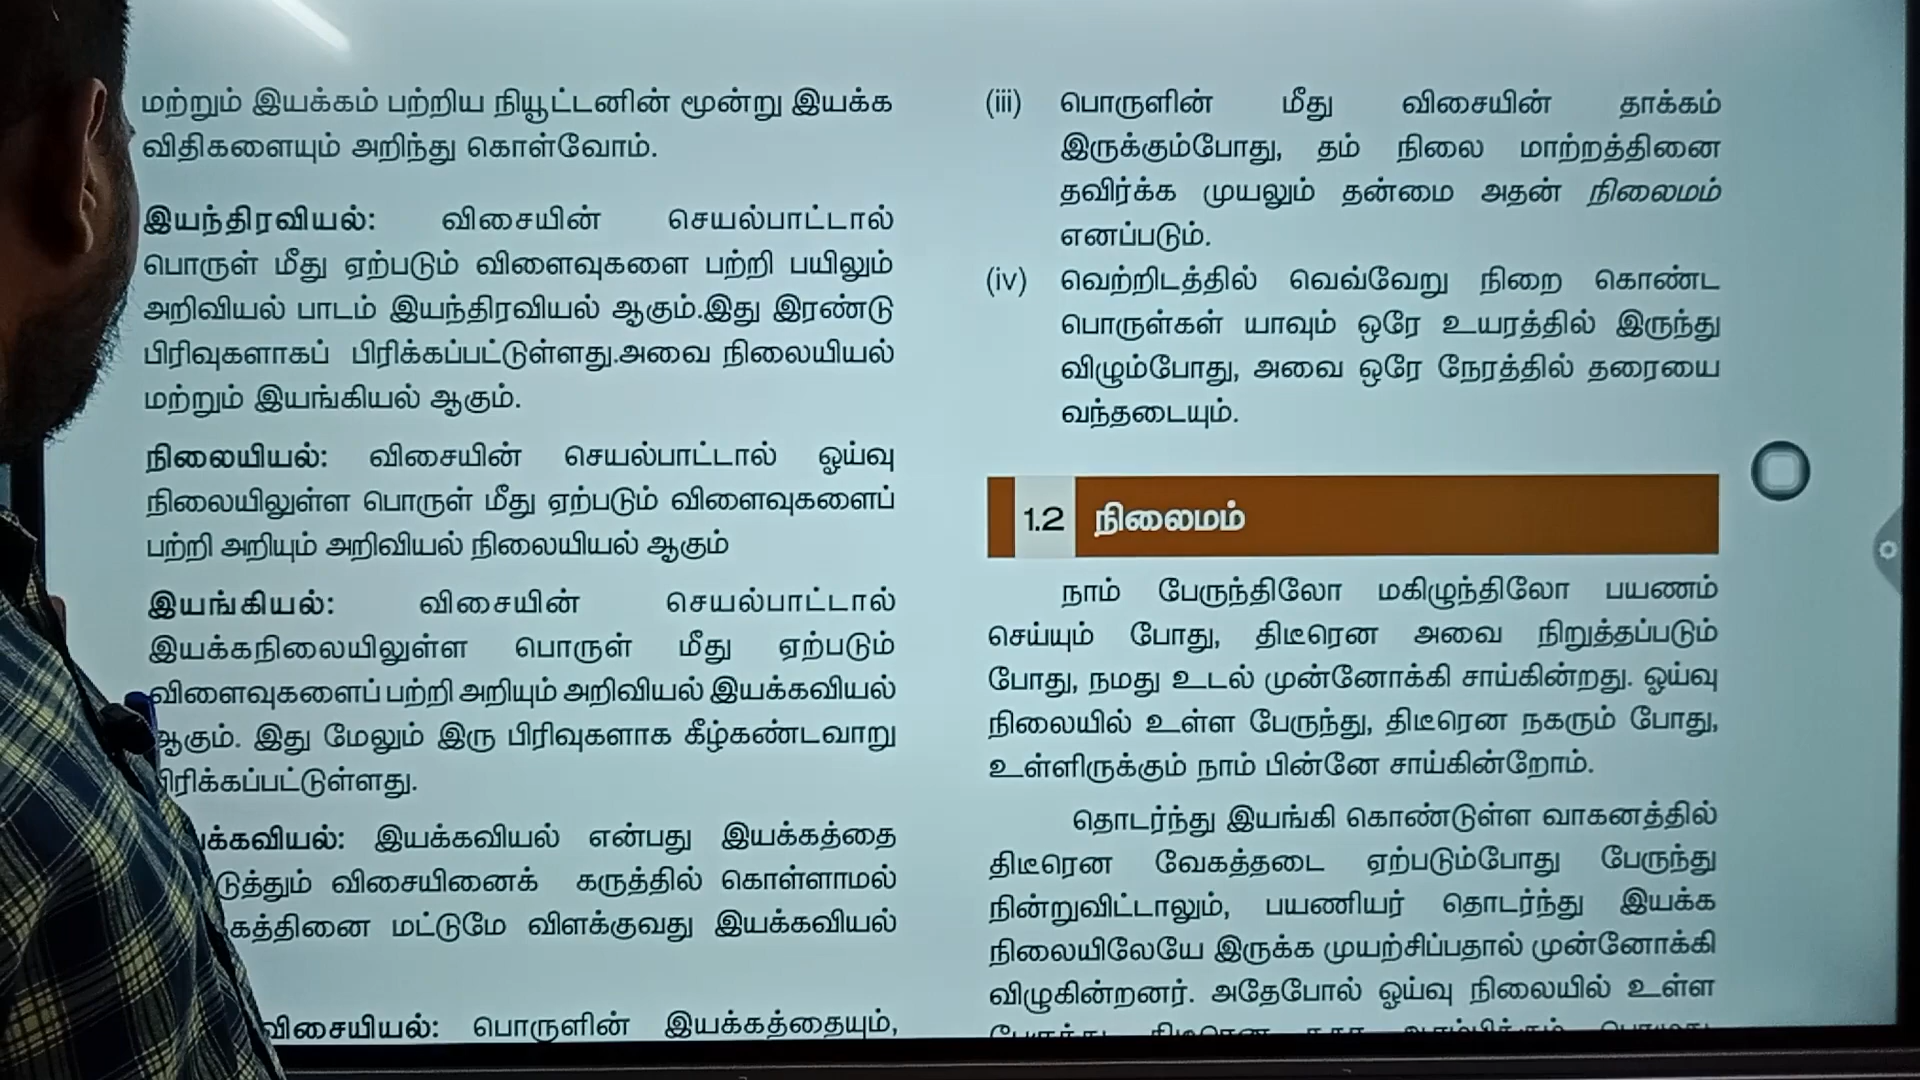 மற்றும் இயக்கம் பற்றிய நியூட்டனின் மூன்று இயக்க
விதிகளையும் அறிந்து கொள்வோம்.
இயந்திரவியல்: விசையின் செயல்பாட்டால்
பொருள் மீது ஏற்படும் விளைவுகளை பற்றி பயிலும்
அறிவியல் பாடம் இயந்திரவியல் ஆகும்.இது இரண்டு
பிரிவுகளாகப் பிரிக்கப்பட்டுள்ளது.அவை நிலையியல்
மற்றும் இயங்கியல் ஆகும்.
நிலையியல்: விசையின் செயல்பாட்டால் ஓய்வு
நிலையிலுள்ள பொருள் மீது ஏற்படும் விளைவுகளைப்
பற்றி அறியும் அறிவியல் நிலையியல் ஆகும்
இயங்கியல்: விசையின் செயல்பாட்டால்
இயக்கநிலையிலுள்ள பொருள் மீது ஏற்படும்
விளைவுகளைப் பற்றி அறியும் அறிவியல் இயக்கவியல்
ஆகும். இது மேலும் இரு பிரிவுகளாக கீழ்கண்டவாறு
பிரிக்கப்பட்டுள்ளது.
இயக்கவியல் என்பது இயக்கத்தை
விசையினைக் கருத்தில் கொள்ளாமல்
மட்டுமே விளக்குவது இயக்கவியல்
விசையியல்: பொருளின் இயக்கத்தையும்,
(iii) பொருளின் மீது விசையின் தாக்கம்
இருக்கும்போது, தம் நிலை மாற்றத்தினை
தவிர்க்க முயலும் தன்மை அதன் நிலைமம்
எனப்படும்.
(iv) வெற்றிடத்தில் வெவ்வேறு நிறை கொண்ட
பொருள்கள் யாவும் ஒரே உயரத்தில் இருந்து
விழும்போது, அவை ஒரே நேரத்தில் தரையை
வந்தடையும்.
1.2 நிலைமம்
நாம் பேருந்திலோ மகிழுந்திலோ பயணம்
செய்யும் போது, திடீரென அவை நிறுத்தப்படும்
போது, நமது உடல் முன்னோக்கி சாய்கின்றது. ஓய்வு
நிலையில் உள்ள பேருந்து, திடீரென நகரும் போது,
உள்ளிருக்கும் நாம் பின்னே சாய்கின்றோம்.
தொடர்ந்து இயங்கி கொண்டுள்ள வாகனத்தில்
திடீரென வேகத்தடை ஏற்படும்போது பேருந்து
நின்றுவிட்டாலும், பயணியர் தொடர்ந்து இயக்க
நிலையிலேயே இருக்க முயற்சிப்பதால் முன்னோக்கி
விழுகின்றனர். அதேபோல் ஓய்வு நிலையில் உள்ள